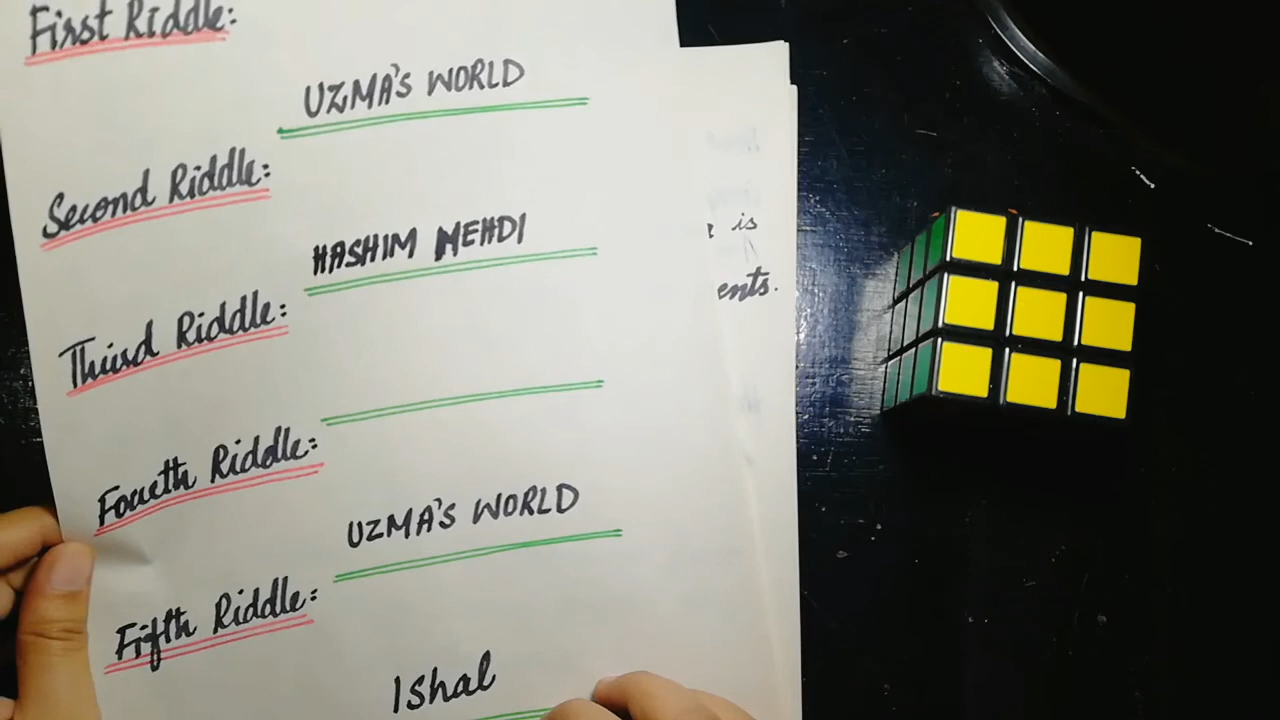 First Riddle:
UZMA'S WORLD
Second Riddle:
HASHIM MEHDI
Third Riddle:
Fourth Riddle:
UZMA'S WORLD
Fifth Riddle:
Ishal
is
ents.